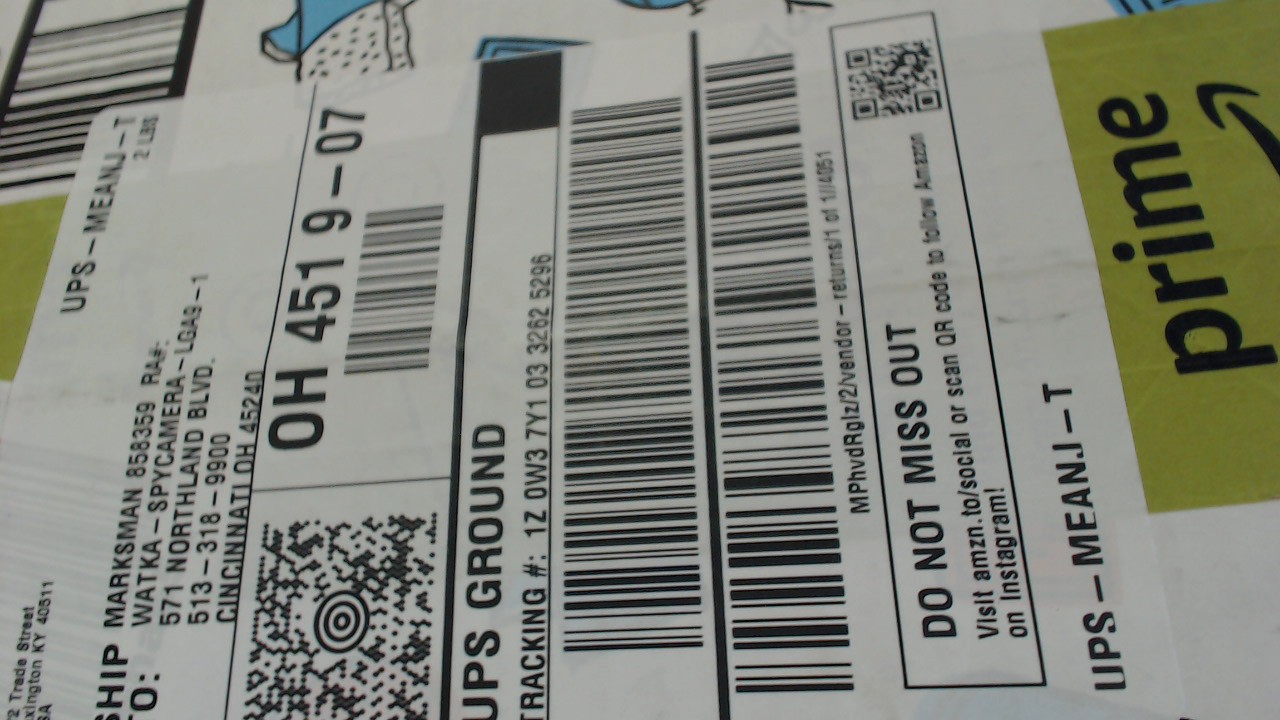 2 Trade Street
xington KY 40511
SA
UPS-MEANJ-T
2 LBS
SHIP TO:
MARKSMAN 858359 RA#:
WATKA-SPYCAMERA-LGA9-1
571 NORTHLAND BLVD.
513-318-9900
CINCINNATI OH 45240
OH 451 9-07
UPS GROUND
TRACKING #: 1Z 0W3 7Y1 03 3262 5296
MPhvdRglz/2/vendor-returns/1 of 1//4051
DO NOT MISS OUT
Visit amzn.to/social or scan QR code to follow Amazon
on Instagram!
UPS-MEANJ-T
prime